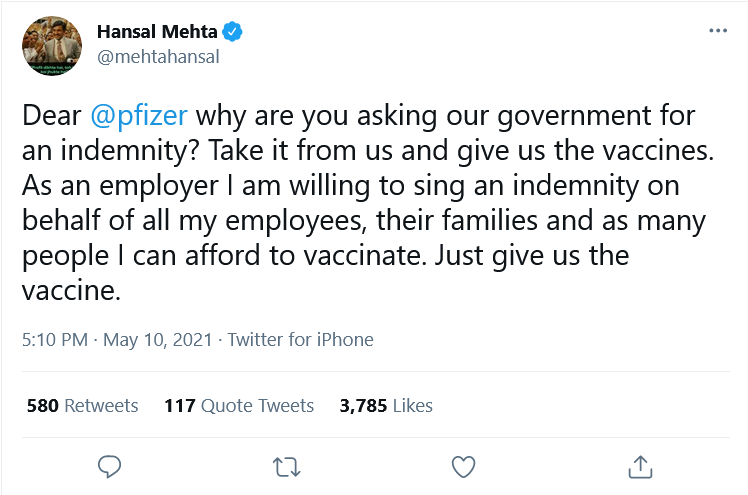 Hansal Mehta
@mehtahansal
Dear @pfizer why are you asking our government for
an indemnity? Take it from us and give us the vaccines.
As an employer I am willing to sing an indemnity on
behalf of all my employees, their families and as many
people I can afford to vaccinate. Just give us the
vaccine.
5:10 PM · May 10, 2021 · Twitter for iPhone
580 Retweets 117 Quote Tweets 3,785 Likes